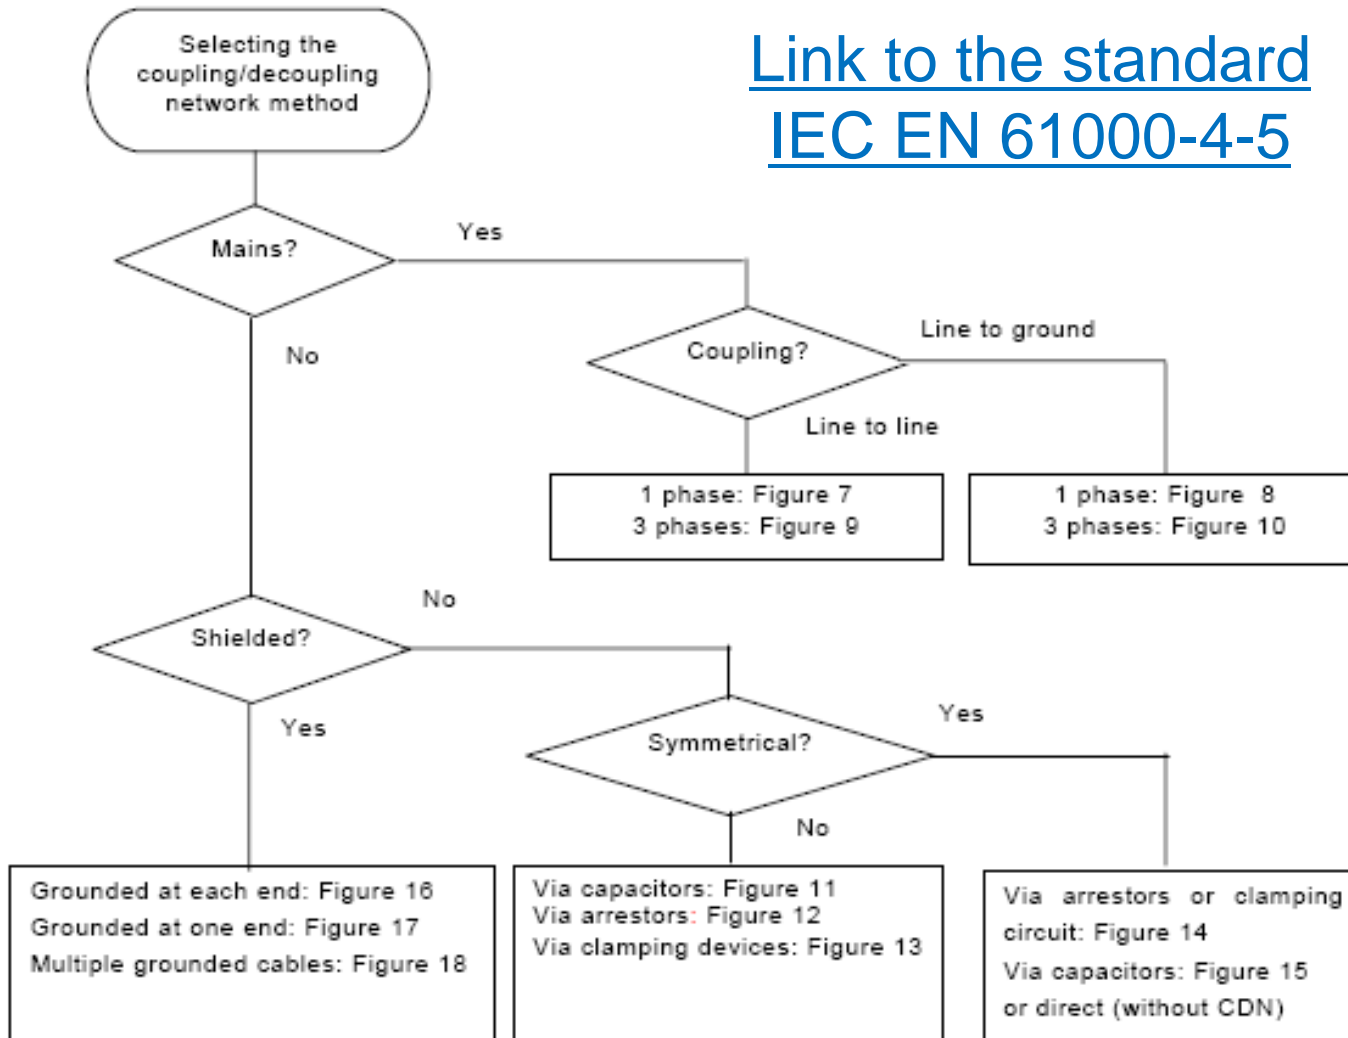 Selecting the
coupling/decoupling
network method
Link to the standard
IEC EN 61000-4-5
Mains?
Yes
No
Coupling?
Line to ground
Line to line
1 phase: Figure 7
3 phases: Figure 9
1 phase: Figure 8
3 phases: Figure 10
Shielded?
No
Yes
Symmetrical?
Yes
No
Grounded at each end: Figure 16
Grounded at one end: Figure 17
Multiple grounded cables: Figure 18
Via capacitors: Figure 11
Via arrestors: Figure 12
Via clamping devices: Figure 13
Via arrestors or clamping
circuit: Figure 14
Via capacitors: Figure 15
or direct (without CDN)